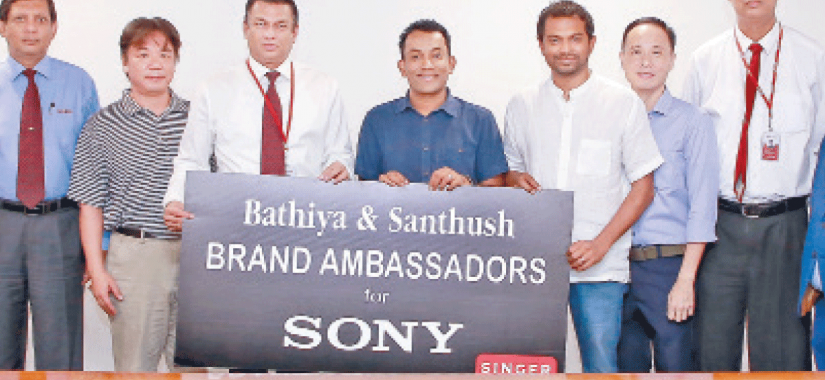 Bathiya & Santhush
BRAND AMBASSADORS
for
SONY
SINGER